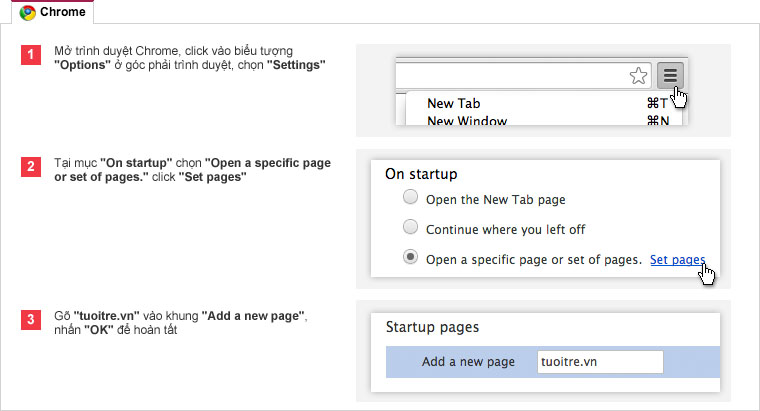 Chrome
1
Mở trình duyệt Chrome, click vào biểu tượng
"Options" ở góc phải trình duyệt, chọn "Settings"
New Tab ⌘T
New Window ⌘N
2
Tại mục "On startup" chọn "Open a specific page
or set of pages." click "Set pages"
On startup
Open the New Tab page
Continue where you left off
Open a specific page or set of pages. Set pages
3
Gõ "tuoitre.vn" vào khung "Add a new page",
nhấn "OK" để hoàn tất
Startup pages
Add a new page tuoitre.vn